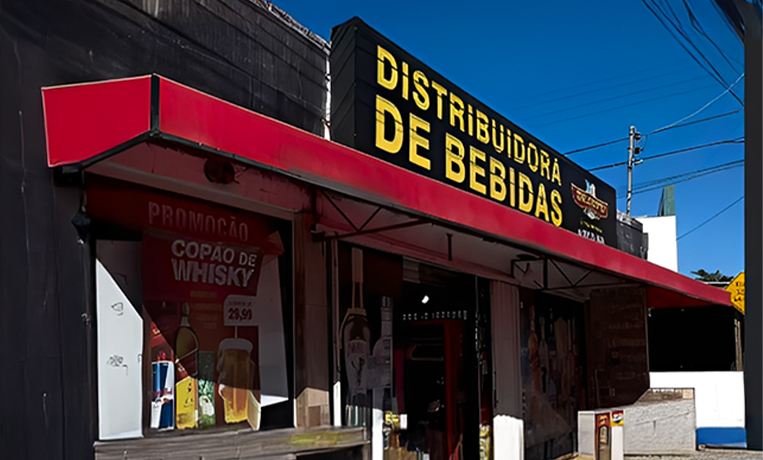 DISTRIBUIDORA
DE BEBIDAS
PROMOÇÃO
COPÃO DE
WHISKY
29,99